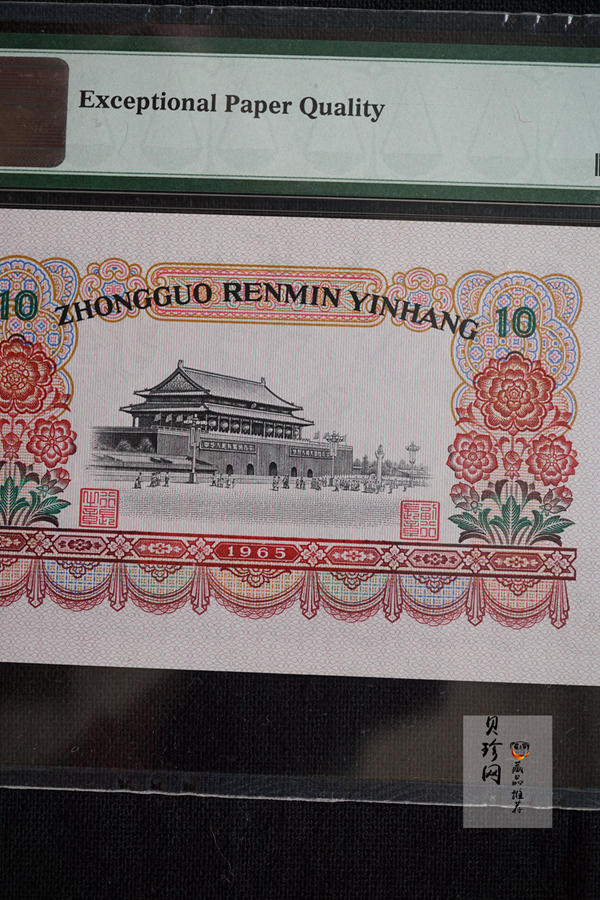 Exceptional Paper Quality
10
ZHONGGUO RENMIN YINHANG
10
1965
贝珍网
藏品推荐